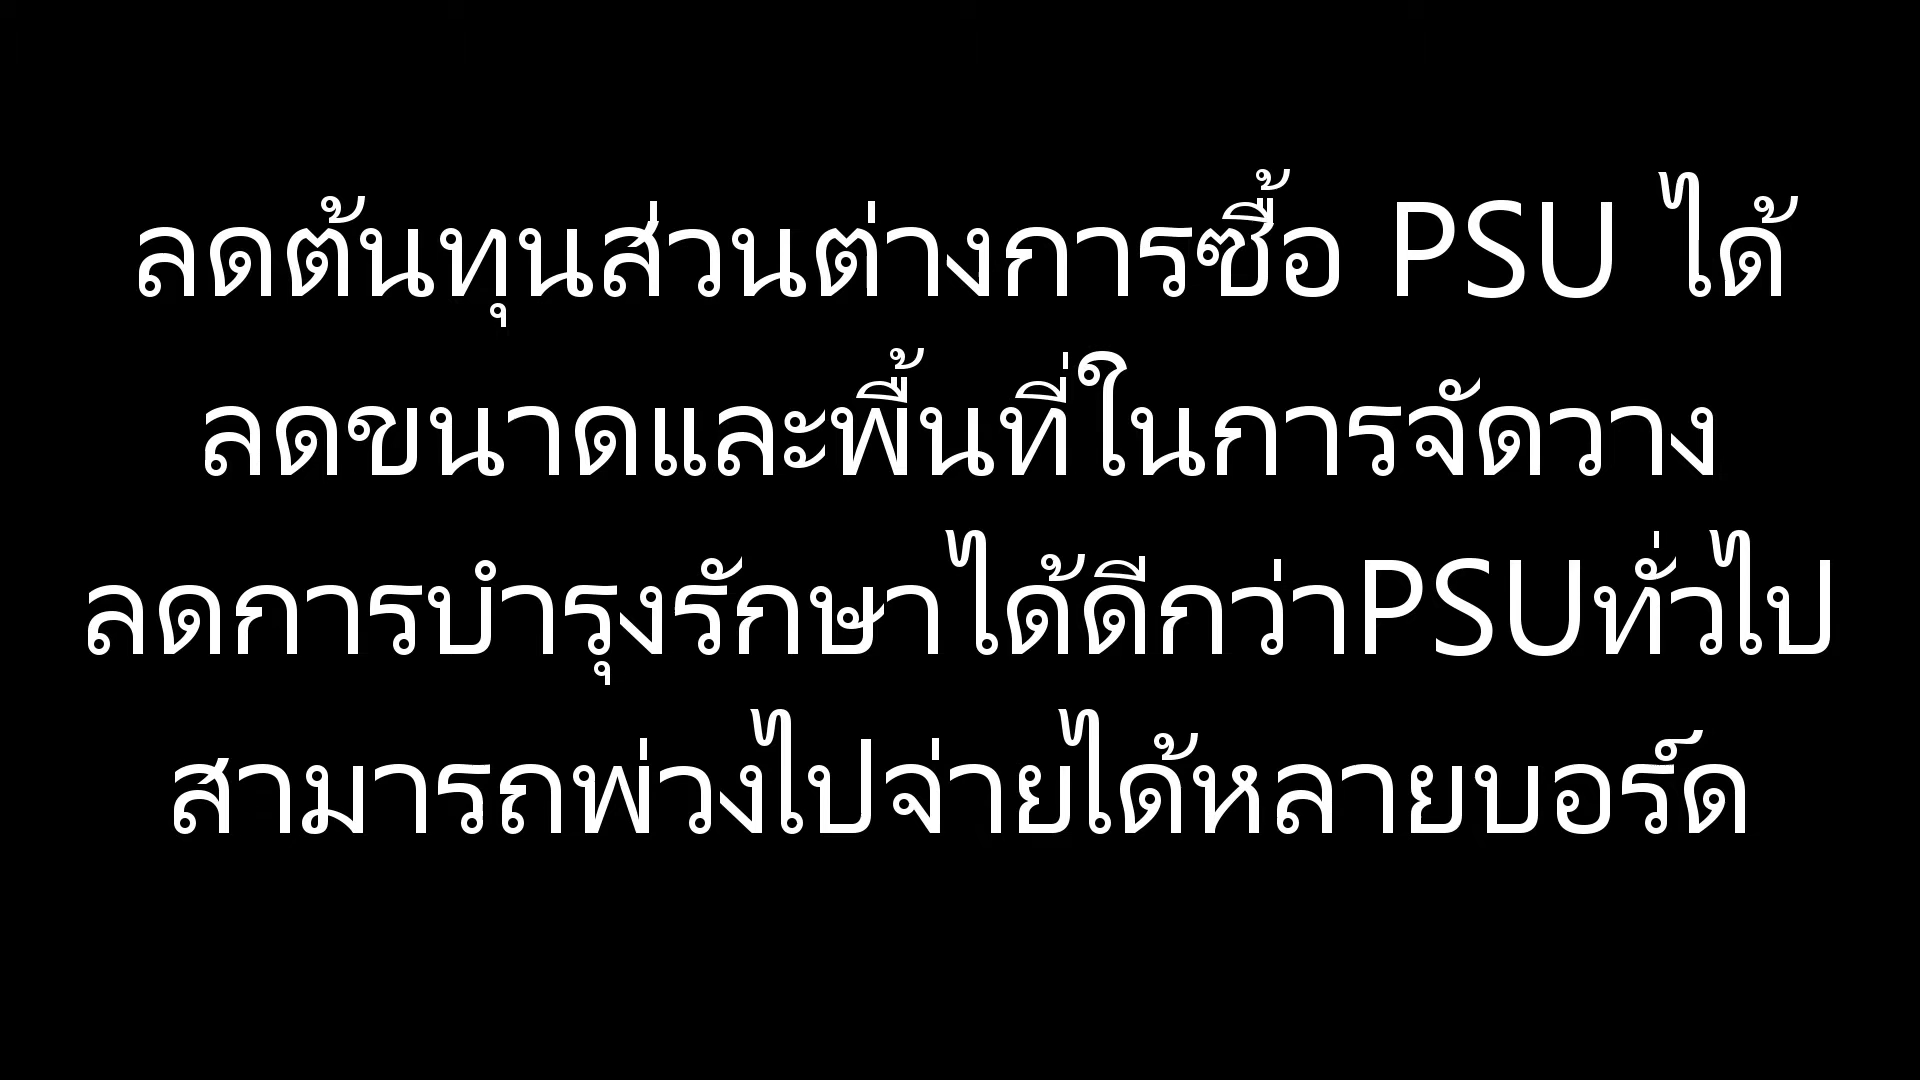 ลดต้นทุนส่วนต่างการซื้อ PSU ได้
ลดขนาดและพื้นที่ในการจัดวาง
ลดการบำรุงรักษาได้ดีกว่าPSUทั่วไป
สามารถพ่วงไปจ่ายได้หลายบอร์ด